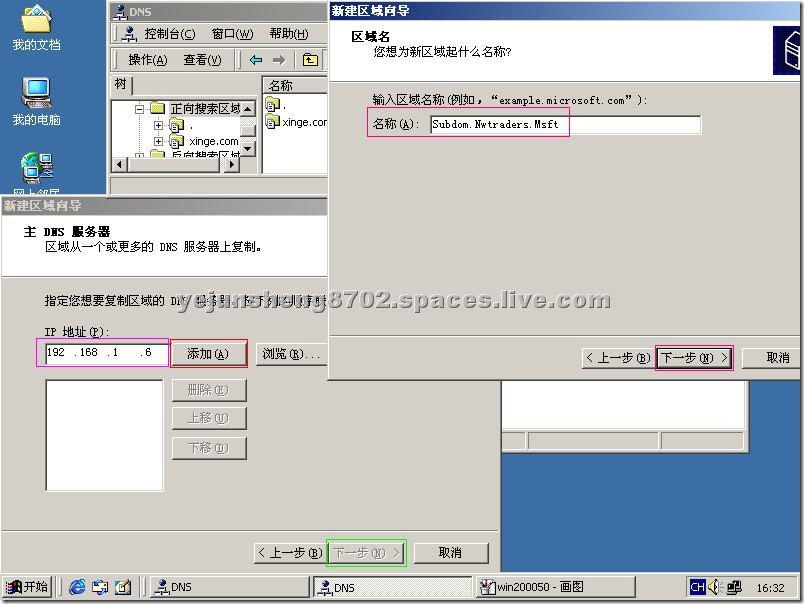 我的文档
我的电脑
DNS
控制台(C) 窗口(W) 帮助(H)
操作(A) 查看(V)
树
名称
正向搜索区域
.
xinge.com
反向搜索区域
.
xinge.com
新建区域向导
区域名
您想为新区域起什么名称?
输入区域名称(例如，“example.microsoft.com”):
名称(A): Subdom.Nwtraders.Msft
< 上一步(B) 下一步(N) > 取消
新建区域向导
主 DNS 服务器
区域从一个或更多的 DNS 服务器上复制。
指定您想要复制区域的
yejunsheng8702.spaces.live.com
IP 地址(P):
192 .168 .1 .6
添加(A)
浏览(R)...
删除(E)
上移(U)
下移(D)
< 上一步(B) 下一步(N) > 取消
开始 DNS DNS win200050 - 画图 CH 16:32